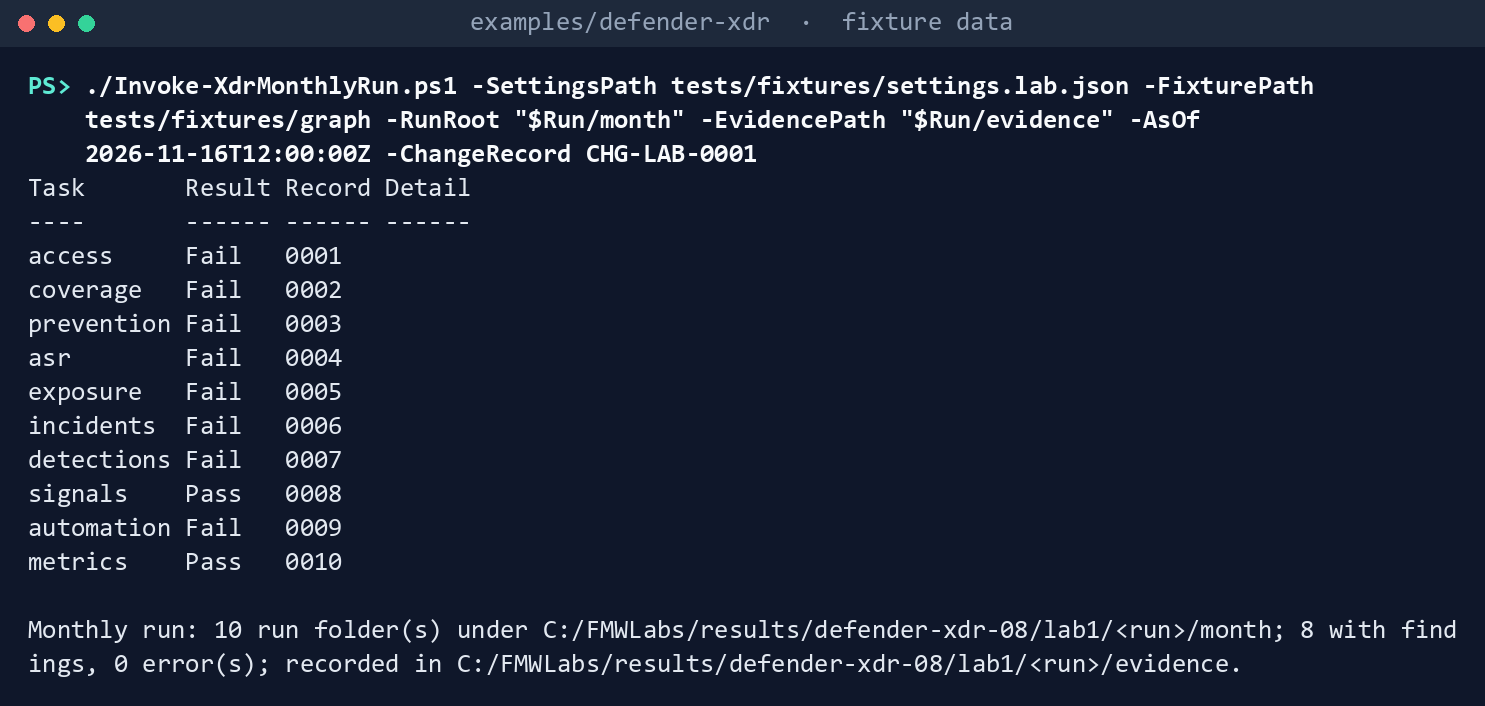 examples/defender-xdr · fixture data
PS> ./Invoke-XdrMonthlyRun.ps1 -SettingsPath tests/fixtures/settings.lab.json -FixturePath
tests/fixtures/graph -RunRoot "$Run/month" -EvidencePath "$Run/evidence" -AsOf
2026-11-16T12:00:00Z -ChangeRecord CHG-LAB-0001
Task       Result Record Detail
----       ------ ------ ------
access     Fail   0001
coverage   Fail   0002
prevention Fail   0003
asr        Fail   0004
exposure   Fail   0005
incidents  Fail   0006
detections Fail   0007
signals    Pass   0008
automation Fail   0009
metrics    Pass   0010
Monthly run: 10 run folder(s) under C:/FMWLabs/results/defender-xdr-08/lab1/<run>/month; 8 with find
ings, 0 error(s); recorded in C:/FMWLabs/results/defender-xdr-08/lab1/<run>/evidence.